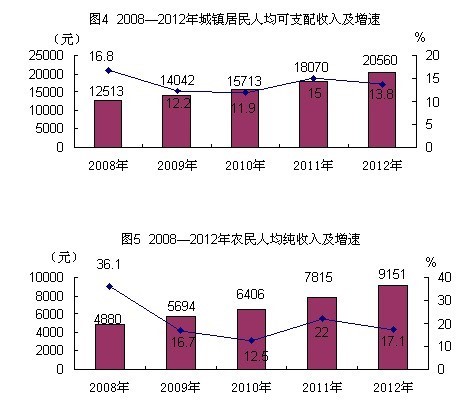 图4  2008—2012年城镇居民人均可支配收入及增速
（元） %
25000 16.8 18070 20560 20
20000 14042 15713 15
15000 12513 12.2 11.9 15 13.8 10
10000
5000 5
0 0
2008年 2009年 2010年 2011年 2012年
图5  2008—2012年农民人均纯收入及增速
（元） %
10000 36.1 7815 9151 40
8000 5694 6406 30
6000
4000 4880 16.7 12.5 22 17.1 20
2000 10
0 0
2008年 2009年 2010年 2011年 2012年